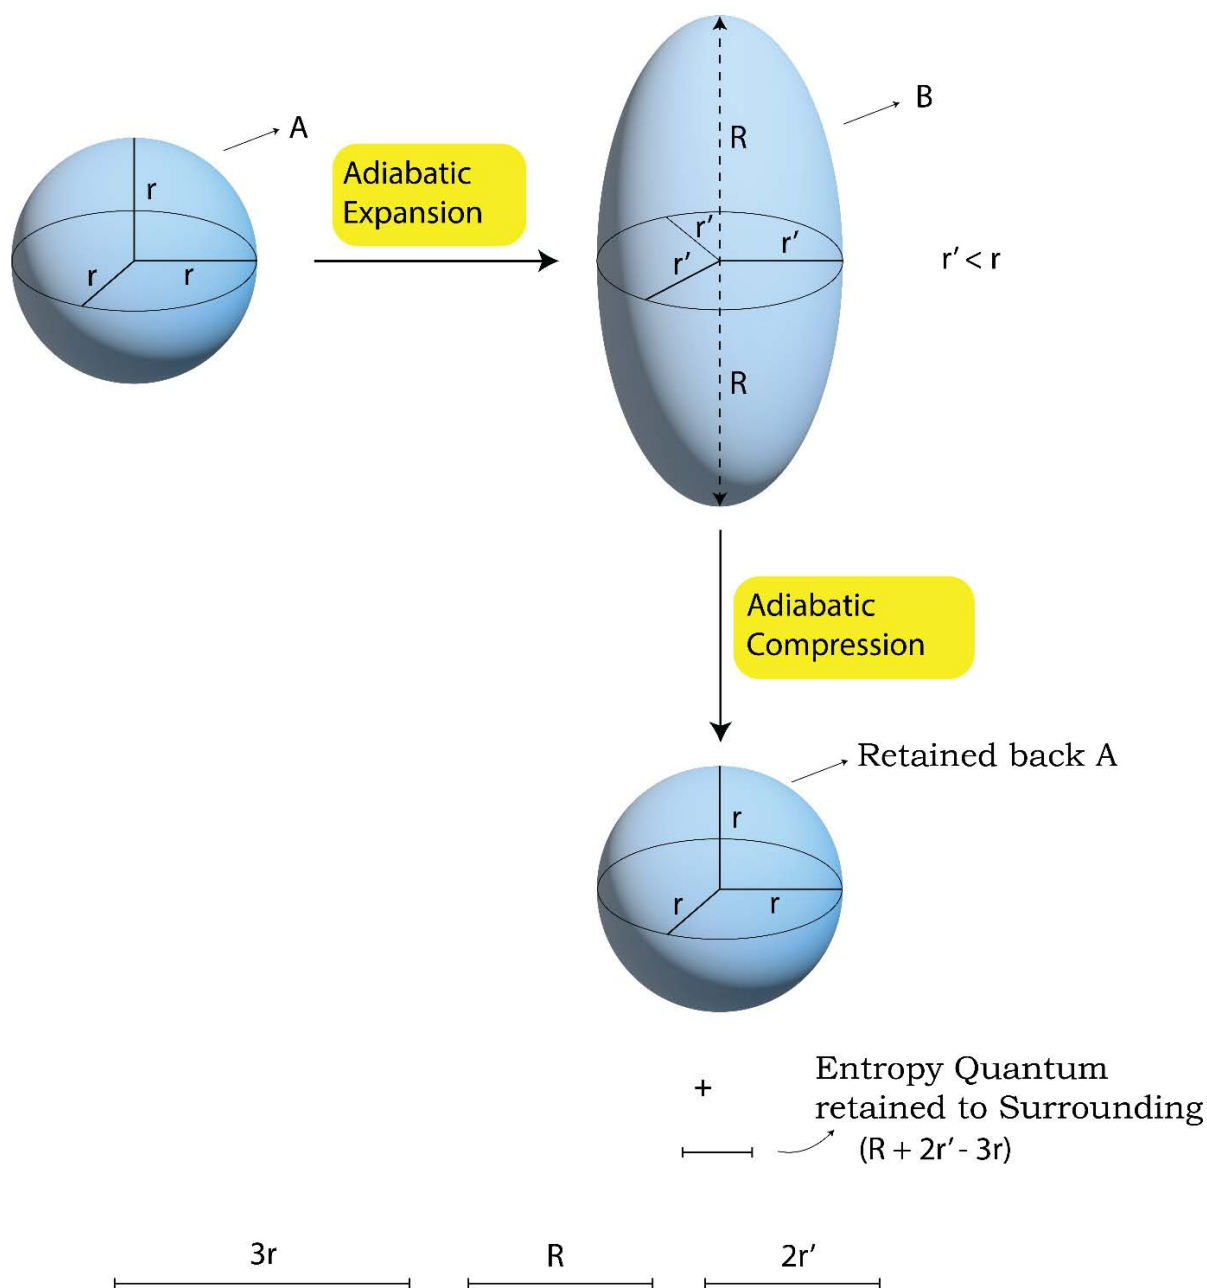 A
r
r
r
Adiabatic
Expansion
B
R
r'
r'
r'
R
r' < r
Adiabatic
Compression
Retained back A
r
r
r
+
Entropy Quantum
retained to Surrounding
(R + 2r' - 3r)
3r
R
2r'